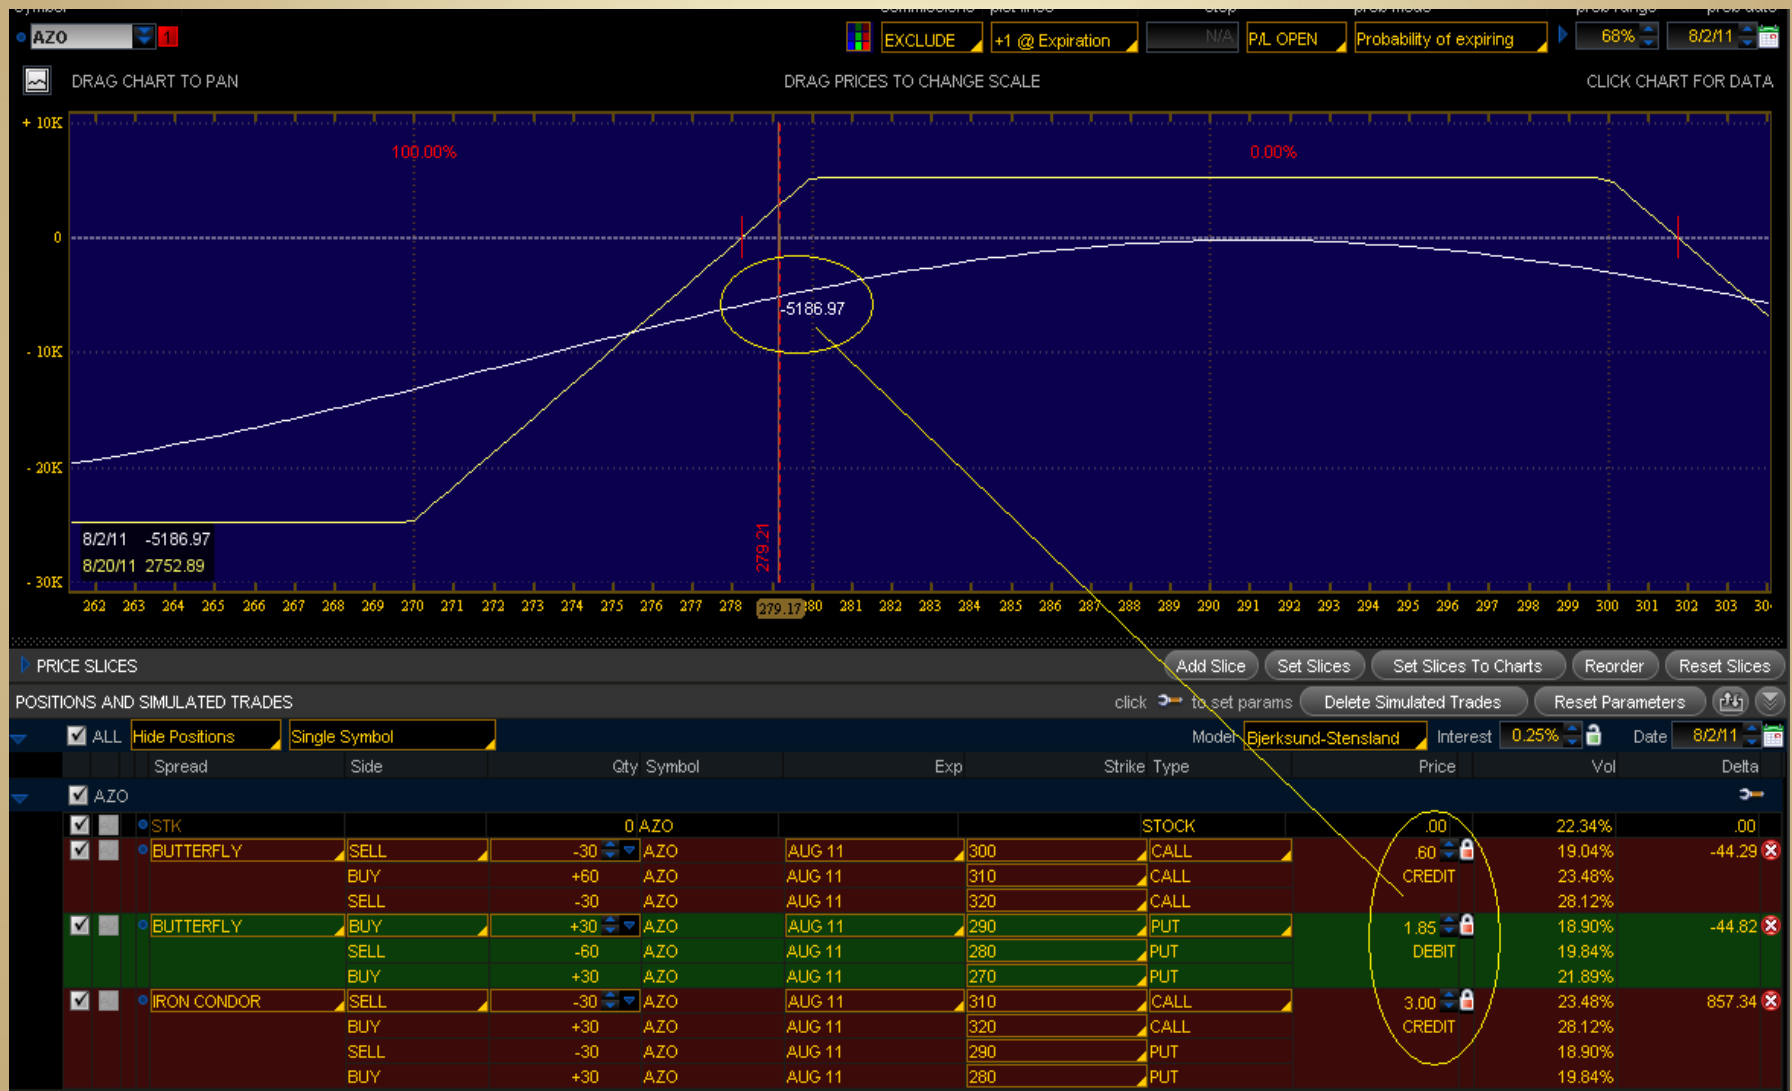 AZO 1 EXCLUDE +1 @ Expiration N/A P/L OPEN Probability of expiring 68% 8/2/11
DRAG CHART TO PAN DRAG PRICES TO CHANGE SCALE CLICK CHART FOR DATA
+ 10K
100.00% 0.00%
0
-5186.97
- 10K
- 20K
279.21
8/2/11 -5186.97
8/20/11 2752.89
- 30K
262 263 264 265 266 267 268 269 270 271 272 273 274 275 276 277 278 279.17 280 281 282 283 284 285 286 287 288 289 290 291 292 293 294 295 296 297 298 299 300 301 302 303 30
PRICE SLICES Add Slice Set Slices Set Slices To Charts Reorder Reset Slices
POSITIONS AND SIMULATED TRADES click to set params Delete Simulated Trades Reset Parameters
ALL Hide Positions Single Symbol Model Bjerksund-Stensland Interest 0.25% Date 8/2/11
Spread Side Qty Symbol Exp Strike Type Price Vol Delta
AZO
STK 0 AZO STOCK .00 22.34% .00
BUTTERFLY SELL -30 AZO AUG 11 300 CALL .60 19.04% -44.29
BUY +60 AZO AUG 11 310 CALL CREDIT 23.48%
SELL -30 AZO AUG 11 320 CALL 28.12%
BUTTERFLY BUY +30 AZO AUG 11 290 PUT 1.85 18.90% -44.82
SELL -60 AZO AUG 11 280 PUT DEBIT 19.84%
BUY +30 AZO AUG 11 270 PUT 21.89%
IRON CONDOR SELL -30 AZO AUG 11 310 CALL 3.00 23.48% 857.34
BUY +30 AZO AUG 11 320 CALL CREDIT 28.12%
SELL -30 AZO AUG 11 290 PUT 18.90%
BUY +30 AZO AUG 11 280 PUT 19.84%